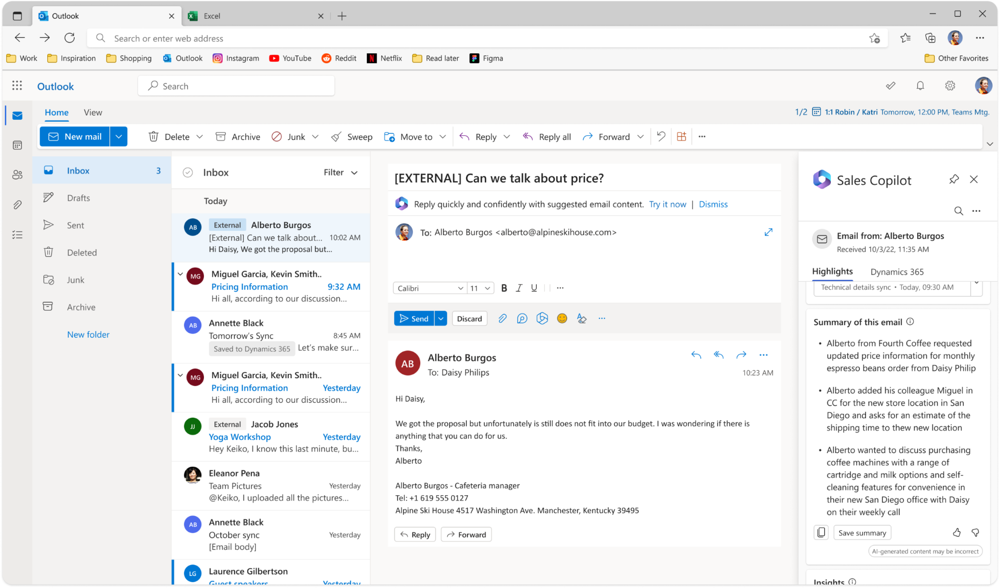 Outlook
Excel
Search or enter web address
Work
Inspiration
Shopping
Outlook
Instagram
YouTube
Reddit
Netflix
Read later
Figma
Other Favorites
Outlook
Search
Home
View
1/2 1:1 Robin / Katri Tomorrow, 12:00 PM, Teams Mtg.
New mail
Delete
Archive
Junk
Sweep
Move to
Reply
Reply all
Forward
Inbox 3
Drafts
Sent
Deleted
Junk
Archive
New folder
Inbox
Filter
Today
AB
External Alberto Burgos
[External] Can we talk about... 10:02 AM
Hi Daisy, We got the proposal but...
MG
Miguel Garcia, Kevin Smith..
Pricing Information 9:32 AM
Hi all, according to our discussion...
AB
Annette Black
Tomorrow's Sync 8:45 AM
Saved to Dynamics 365 Let's make sur...
MG
Miguel Garcia, Kevin Smith..
Pricing Information Yesterday
Hi all, according to our discussion...
JJ
External Jacob Jones
Yoga Workshop Yesterday
Hey Keiko, I know this last minute, bu...
Eleanor Pena
Team Pictures Yesterday
@Keiko, I uploaded all the pictures...
AB
Annette Black
October sync Yesterday
[Email body]
LG
Laurence Gilbertson
Guest speakers Yesterday
[EXTERNAL] Can we talk about price?
Reply quickly and confidently with suggested email content. Try it now | Dismiss
To: Alberto Burgos <alberto@alpineskihouse.com>
Calibri 11 B I U
Send
Discard
AB
Alberto Burgos
To: Daisy Philips
10:23 AM
Hi Daisy,
We got the proposal but unfortunately is still does not fit into our budget. I was wondering if there is
anything that you can do for us.
Thanks,
Alberto
Alberto Burgos - Cafeteria manager
Tel: +1 619 555 0127
Alpine Ski House 4517 Washington Ave. Manchester, Kentucky 39495
Reply
Forward
Sales Copilot
Email from: Alberto Burgos
Received 10/3/22, 11:35 AM
Highlights
Dynamics 365
Technical details sync • Today, 09:30 AM
Summary of this email
• Alberto from Fourth Coffee requested
updated price information for monthly
espresso beans order from Daisy Philip
• Alberto added his colleague Miguel in
CC for the new store location in San
Diego and asks for an estimate of the
shipping time to thew new location
• Alberto wanted to discuss purchasing
coffee machines with a range of
cartridge and milk options and self-
cleaning features for convenience in
their new San Diego office with Daisy
on their weekly call
Save summary
AI-generated content may be incorrect
Insights